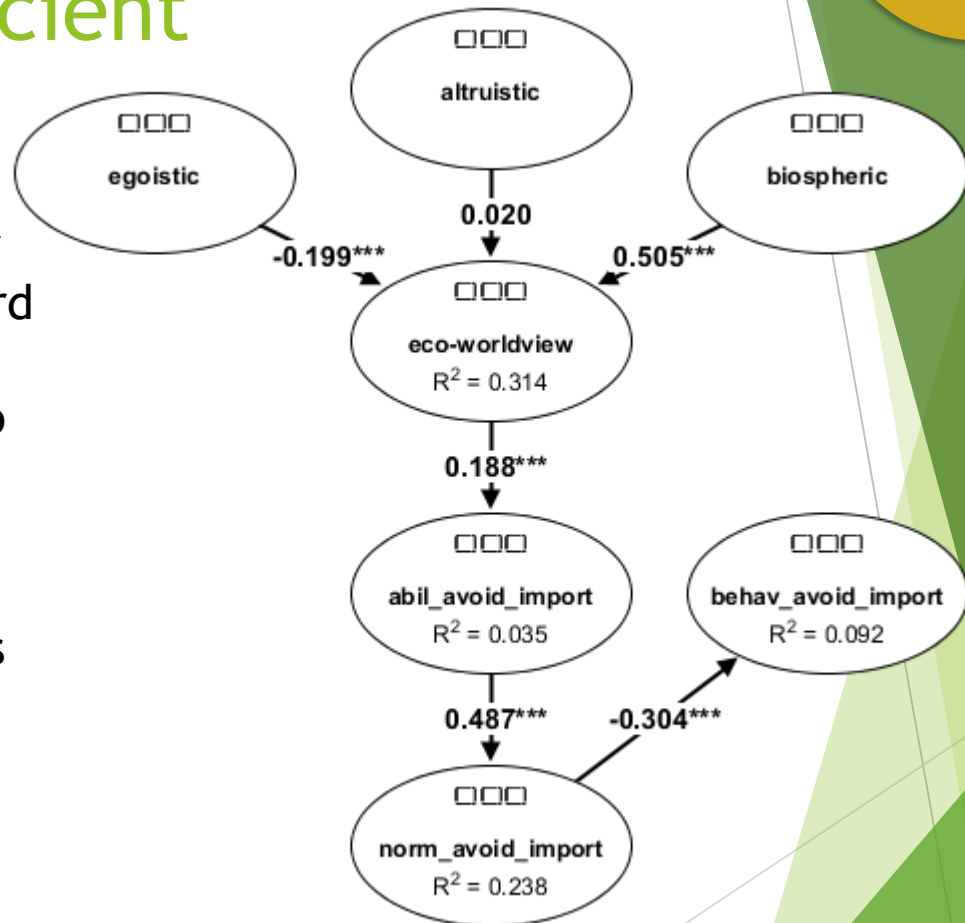 cient
altruistic
egoistic
biospheric
0.020
-0.199***
0.505***
rd
eco-worldview
R² = 0.314
0.188***
abil_avoid_import
R² = 0.035
behav_avoid_import
R² = 0.092
s
0.487***
-0.304***
norm_avoid_import
R² = 0.238